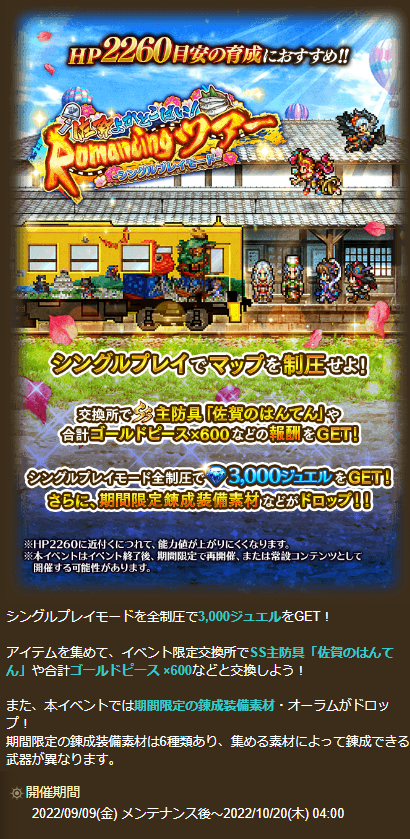 HP2260目安の育成におすすめ!!
佐賀よかとこばい!
Romancing ツアー
シングルプレイモード
シングルプレイでマップを制圧せよ!
交換所でSS主防具「佐賀のはんてん」や
合計ゴールドピース×600などの報酬をGET!
シングルプレイモード全制圧で3,000ジュエルをGET!
さらに、期間限定錬成装備素材などがドロップ!!
※HP2260に近付くにつれて、能力値が上がりにくくなります。
※本イベントはイベント終了後、期間限定で再開催、または常設コンテンツとして
開催する可能性があります。
シングルプレイモードを全制圧で3,000ジュエルをGET！
アイテムを集めて、イベント限定交換所でSS主防具「佐賀のはんて
ん」や合計ゴールドピース ×600などと交換しよう！
また、本イベントでは期間限定の錬成装備素材・オーラムがドロッ
プ！
期間限定の錬成装備素材は6種類あり、集める素材によって錬成できる
武器が異なります。
開催期間
2022/09/09(金) メンテナンス後～2022/10/20(木) 04:00